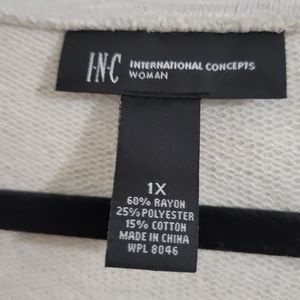 I·N·C INTERNATIONAL CONCEPTS
WOMAN
1X
60% RAYON
25% POLYESTER
15% COTTON
MADE IN CHINA
WPL 8046